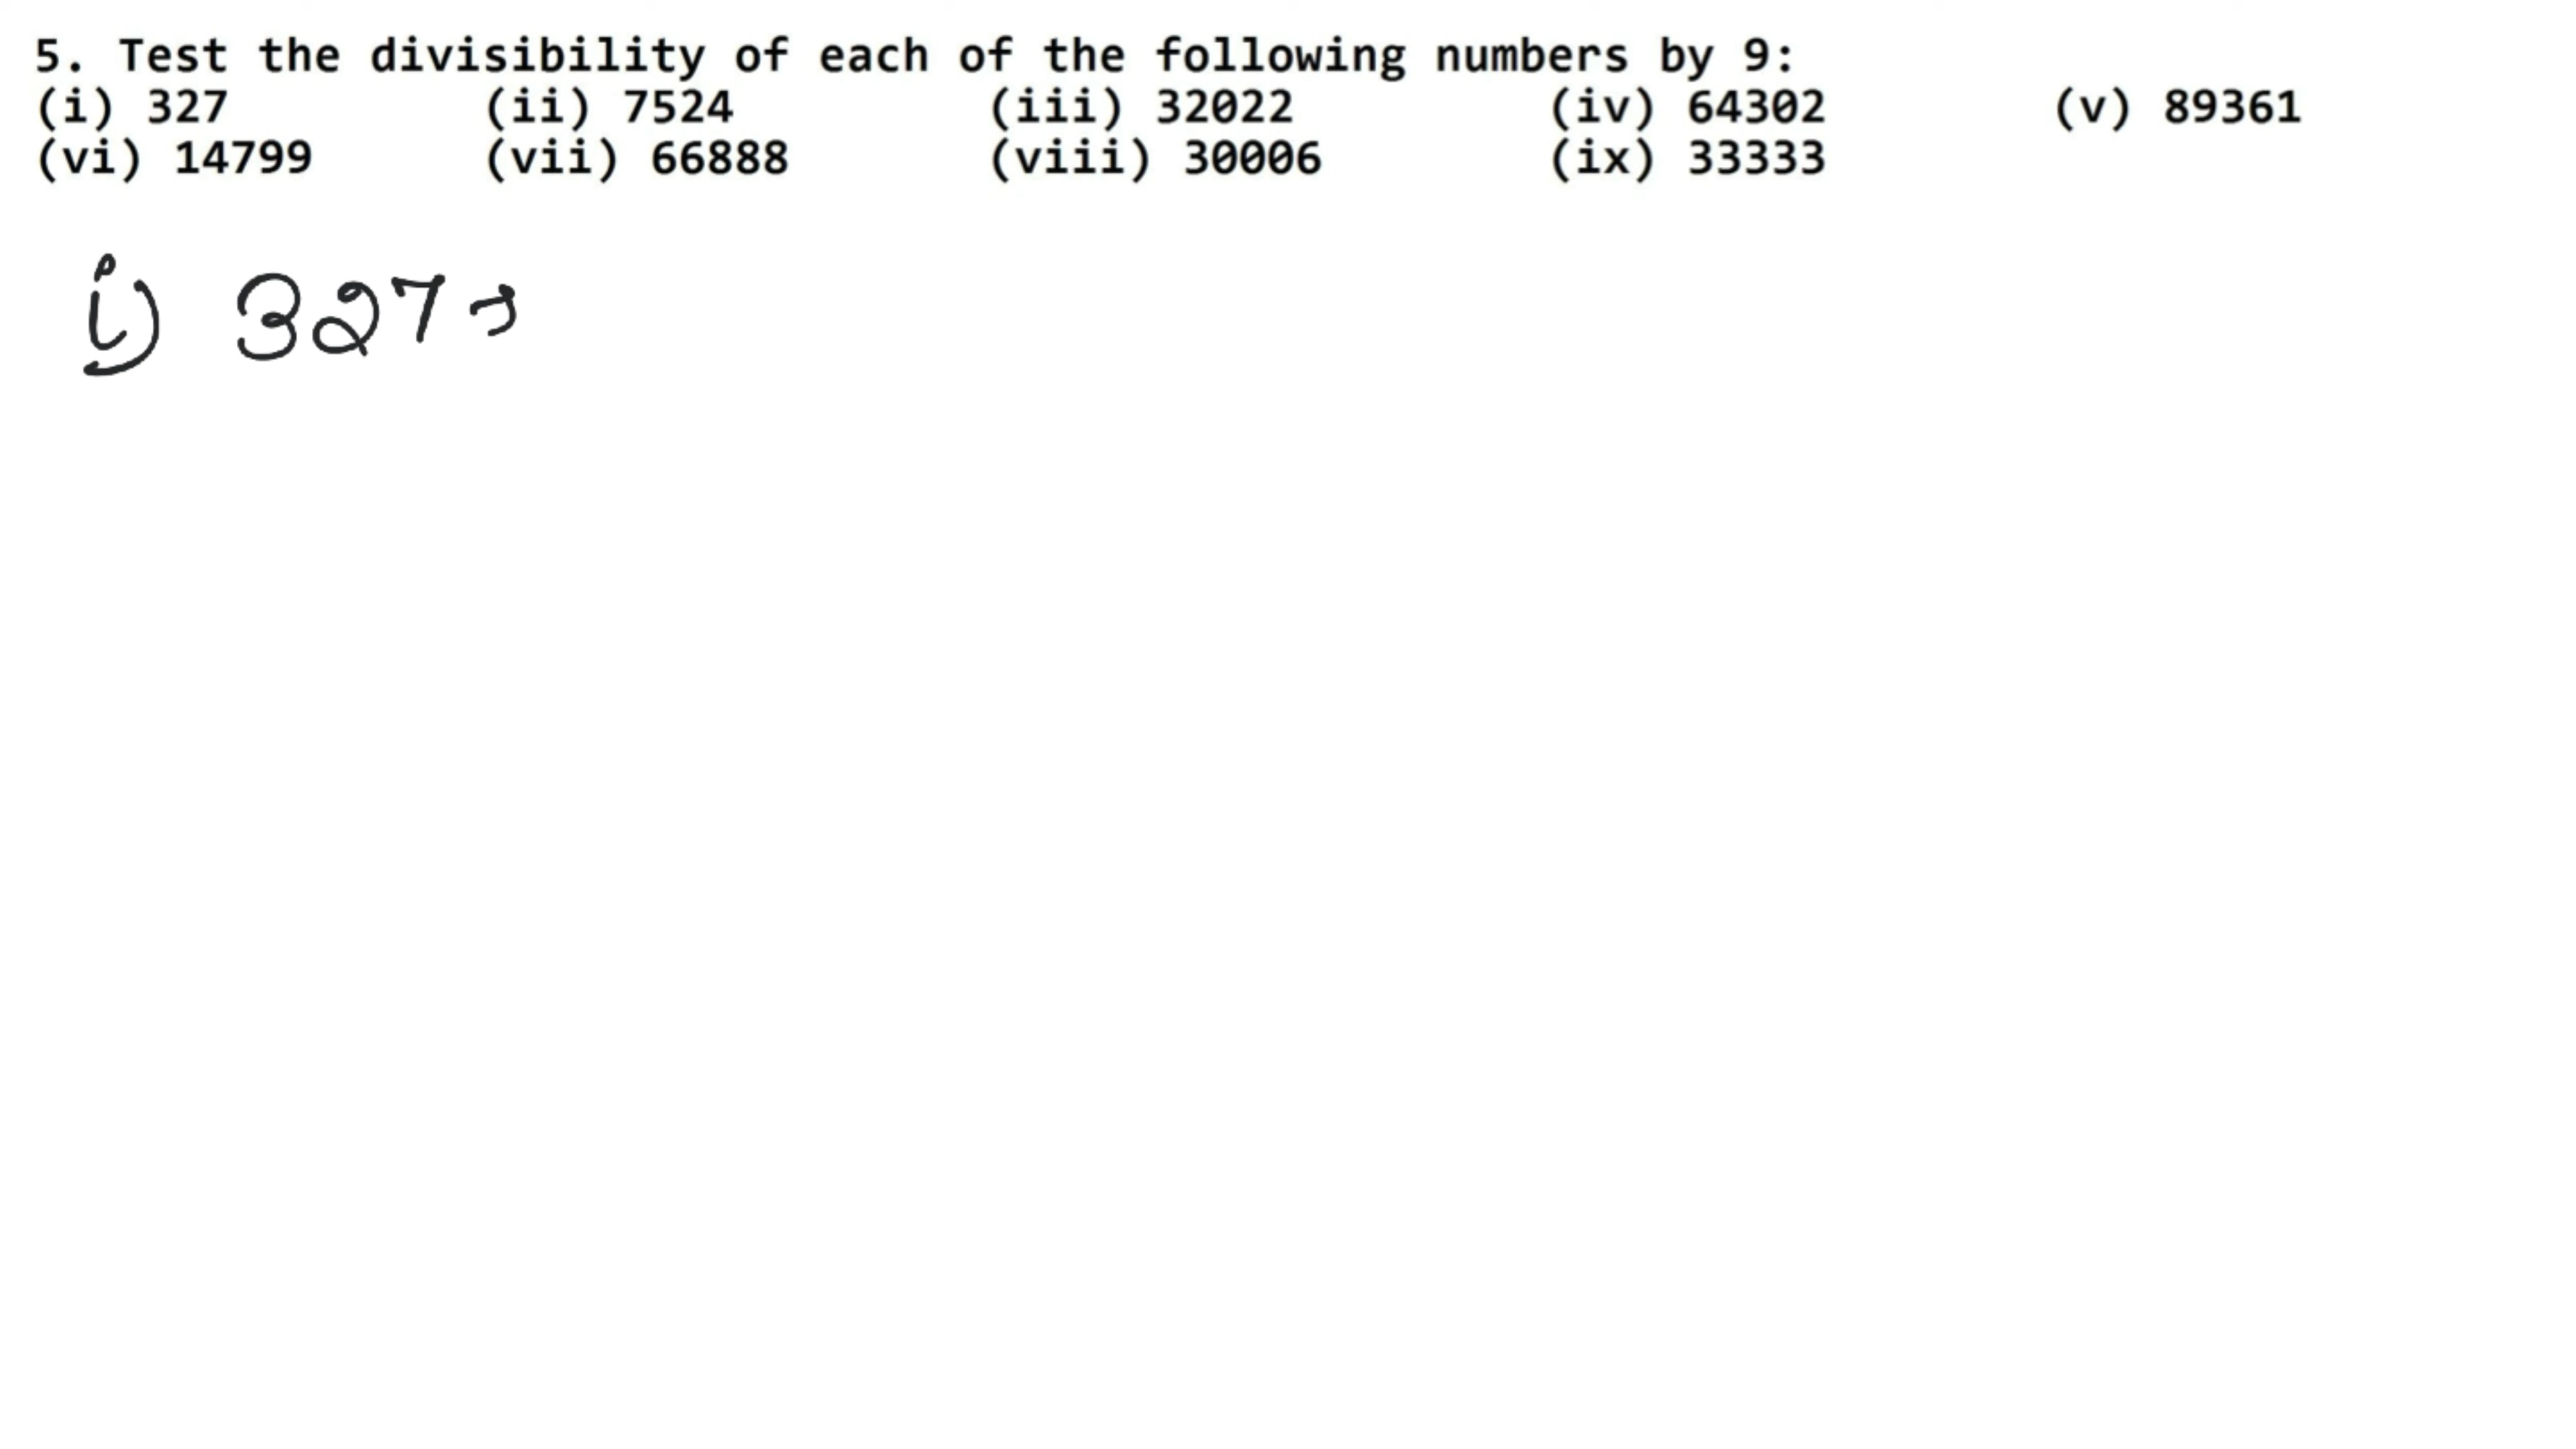 5. Test the divisibility of each of the following numbers by 9:
(i) 327 (ii) 7524 (iii) 32022 (iv) 64302 (v) 89361
(vi) 14799 (vii) 66888 (viii) 30006 (ix) 33333
i) 327 →